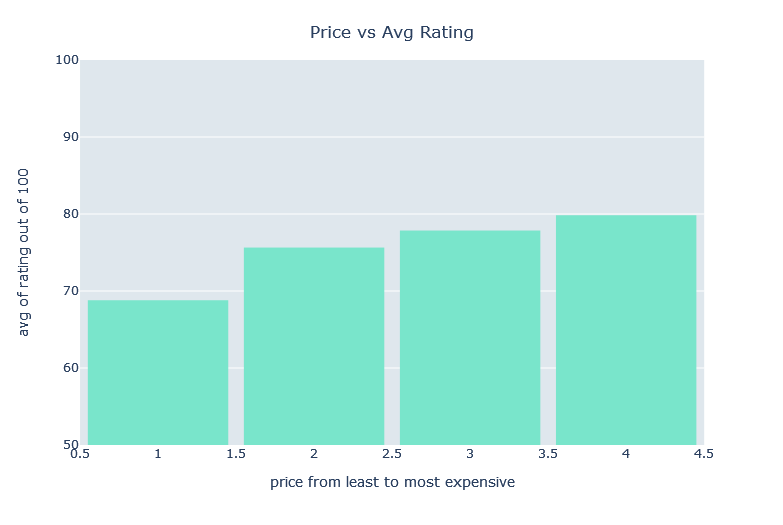 Price vs Avg Rating
100
90
80
70
60
50
avg of rating out of 100
0.5 1 1.5 2 2.5 3 3.5 4 4.5
price from least to most expensive